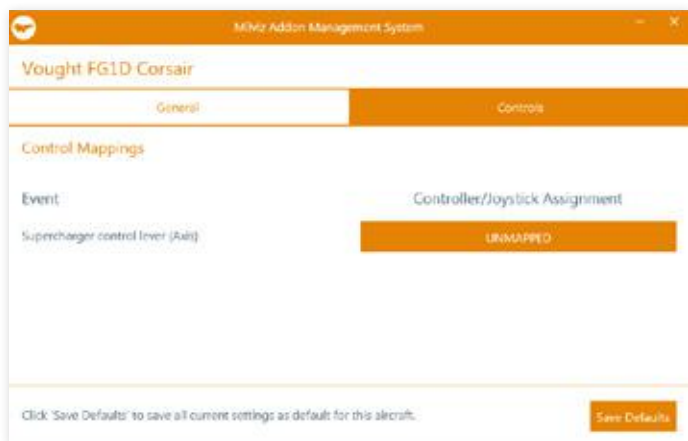 Milviz Addon Management System
Vought FG1D Corsair
General
Controls
Control Mappings
Event
Controller/Joystick Assignment
Supercharger control lever (Axis)
UNMAPPED
Click 'Save Defaults' to save all current settings as default for this aircraft.
Save Defaults